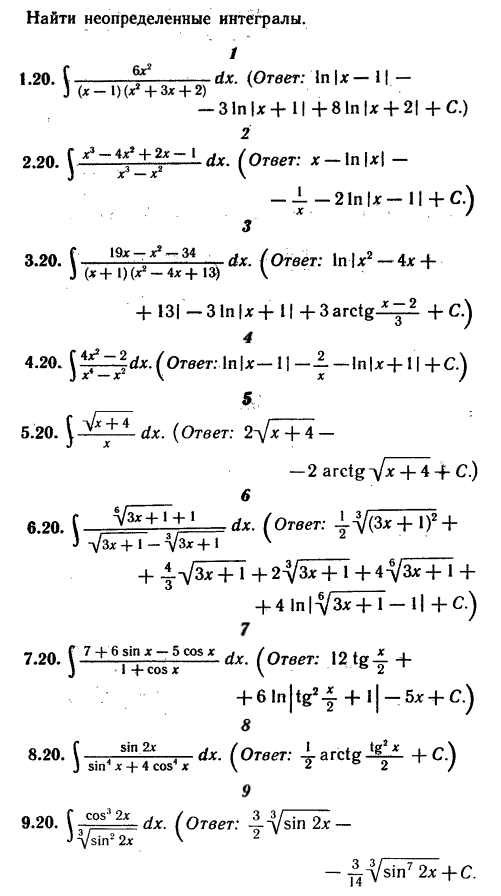 Найти неопределенные интегралы.
1
1.20. ∫ 6x² / ((x − 1)(x² + 3x + 2)) dx. (Ответ: ln|x − 1| −
− 3 ln|x + 1| + 8 ln|x + 2| + C.)
2
2.20. ∫ (x³ − 4x² + 2x − 1) / (x³ − x²) dx. (Ответ: x − ln|x| −
− 1/x − 2 ln|x − 1| + C.)
3
3.20. ∫ (19x − x² − 34) / ((x + 1)(x² − 4x + 13)) dx. (Ответ: ln|x² − 4x +
+ 13| − 3 ln|x + 1| + 3 arctg (x − 2)/3 + C.)
4
4.20. ∫ (4x² − 2) / (x⁴ − x²) dx. (Ответ: ln|x − 1| − 2/x − ln|x + 1| + C.)
5
5.20. ∫ √(x + 4) / x dx. (Ответ: 2√(x + 4) −
− 2 arctg √(x + 4) + C.)
6
6.20. ∫ (⁶√(3x + 1) + 1) / (√(3x + 1) − ³√(3x + 1)) dx. (Ответ: 1/2 ³√((3x + 1)²) +
+ 4/3 √(3x + 1) + 2 ³√(3x + 1) + 4 ⁶√(3x + 1) +
+ 4 ln|⁶√(3x + 1) − 1| + C.)
7
7.20. ∫ (7 + 6 sin x − 5 cos x) / (1 + cos x) dx. (Ответ: 12 tg x/2 +
+ 6 ln|tg² x/2 + 1| − 5x + C.)
8
8.20. ∫ sin 2x / (sin⁴ x + 4 cos⁴ x) dx. (Ответ: 1/2 arctg (tg² x)/2 + C.)
9
9.20. ∫ cos³ 2x / ³√(sin² 2x) dx. (Ответ: 3/2 ³√(sin 2x) −
− 3/14 ³√(sin⁷ 2x) + C.